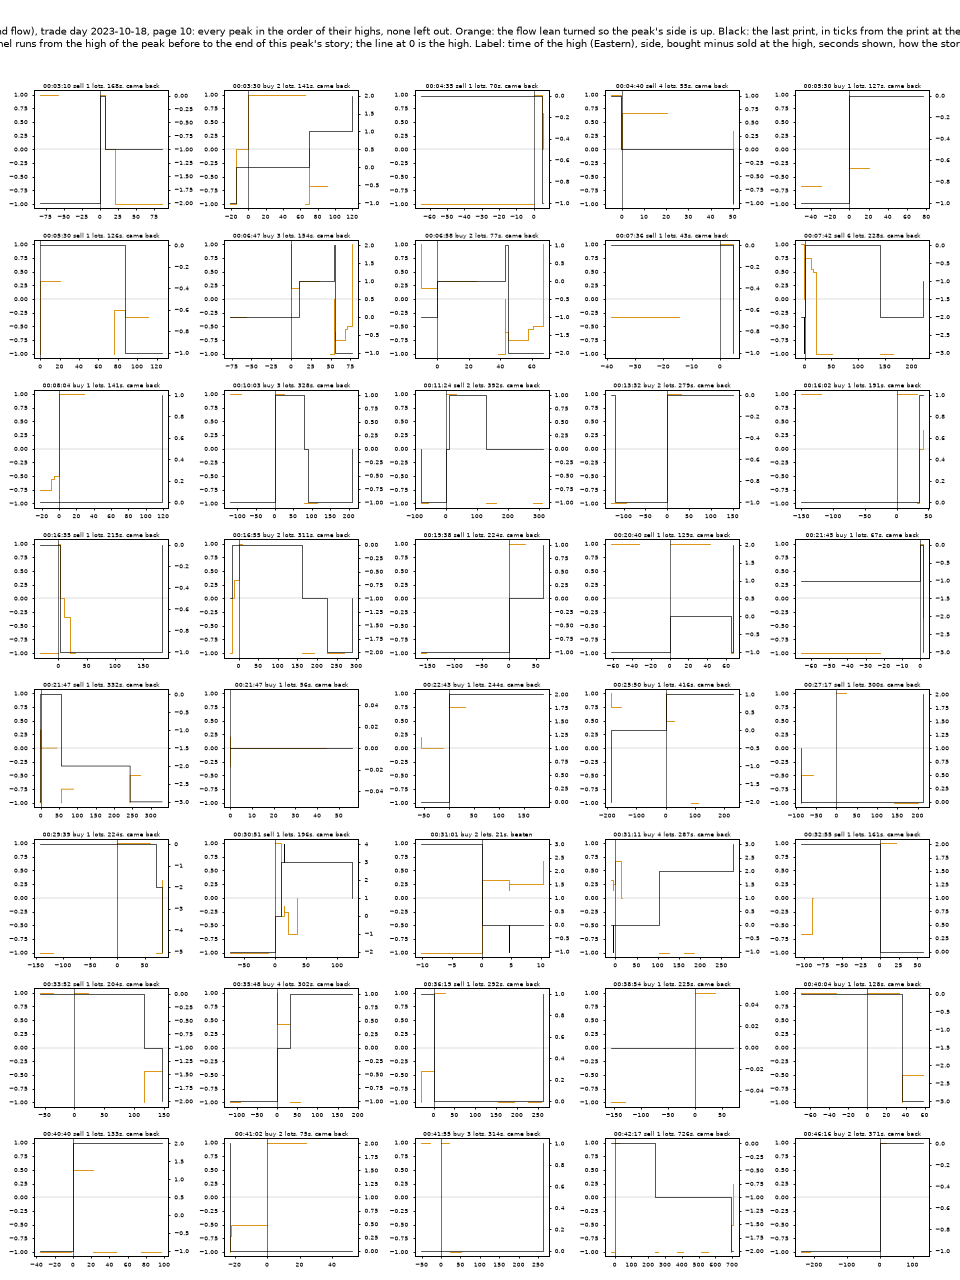 nd flow), trade day 2023-10-18, page 10: every peak in the order of their highs, none left out. Orange: the flow lean turned so the peak's side is up. Black: the last print, in ticks from the print at the
nel runs from the high of the peak before to the end of this peak's story; the line at 0 is the high. Label: time of the high (Eastern), side, bought minus sold at the high, seconds shown, how the stor
00:03:10 sell 1 lots. 168s. came back
00:03:30 buy 2 lots. 141s. came back
00:04:35 sell 1 lots. 70s. came back
00:04:40 sell 4 lots. 55s. came back
00:05:30 buy 1 lots. 127s. came back
00:05:30 sell 1 lots. 126s. came back
00:06:47 buy 3 lots. 154s. came back
00:06:58 buy 2 lots. 77s. came back
00:07:36 sell 1 lots. 43s. came back
00:07:42 sell 6 lots. 228s. came back
00:08:04 buy 1 lots. 141s. came back
00:10:03 buy 3 lots. 328s. came back
00:11:24 sell 2 lots. 392s. came back
00:13:32 buy 2 lots. 279s. came back
00:16:02 buy 1 lots. 191s. came back
00:16:35 sell 1 lots. 215s. came back
00:16:55 buy 2 lots. 311s. came back
00:19:38 sell 1 lots. 224s. came back
00:20:40 sell 1 lots. 129s. came back
00:21:45 buy 1 lots. 67s. came back
00:21:47 sell 1 lots. 332s. came back
00:21:47 buy 1 lots. 56s. came back
00:22:43 buy 1 lots. 244s. came back
00:25:50 buy 1 lots. 416s. came back
00:27:17 sell 1 lots. 300s. came back
00:29:39 buy 1 lots. 224s. came back
00:30:51 sell 1 lots. 196s. came back
00:31:01 buy 2 lots. 21s. beaten
00:31:11 buy 4 lots. 287s. came back
00:32:55 sell 1 lots. 161s. came back
00:33:52 sell 1 lots. 204s. came back
00:35:48 buy 4 lots. 302s. came back
00:36:19 sell 1 lots. 292s. came back
00:38:54 buy 1 lots. 225s. came back
00:40:04 buy 1 lots. 128s. came back
00:40:40 sell 1 lots. 133s. came back
00:41:02 buy 2 lots. 75s. came back
00:41:55 buy 3 lots. 314s. came back
00:42:17 sell 1 lots. 726s. came back
00:46:16 buy 2 lots. 371s. came back